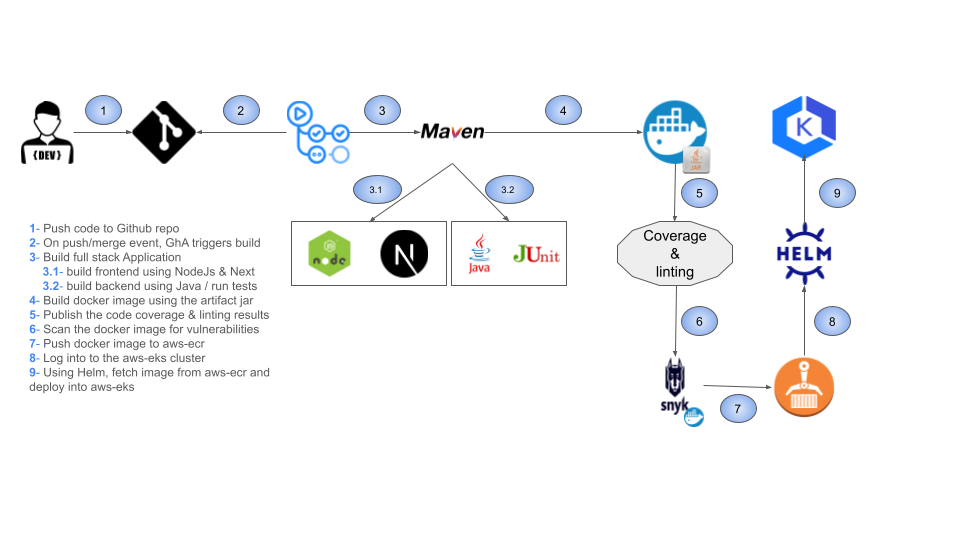 1
2
3
4
{DEV}
Maven
JAR
3.1
3.2
5
9
JS
node
N
Java
JUnit
Coverage
&
linting
HELM
K
1- Push code to Github repo
2- On push/merge event, GhA triggers build
3- Build full stack Application
3.1- build frontend using NodeJs & Next
3.2- build backend using Java / run tests
4- Build docker image using the artifact jar
5- Publish the code coverage & linting results
6- Scan the docker image for vulnerabilities
7- Push docker image to aws-ecr
8- Log into to the aws-eks cluster
9- Using Helm, fetch image from aws-ecr and
deploy into aws-eks
6
8
snyk
7